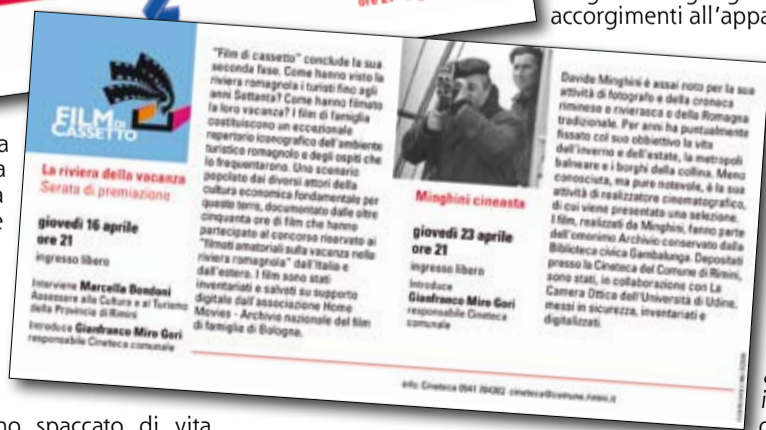 accorgimenti all'appa
FILM DI
CASSETTO
La riviera della vacanza
Serata di premiazione
giovedì 16 aprile
ore 21
ingresso libero
Interviene Marcella Bondoni
Assessore alla Cultura e al Turismo
della Provincia di Rimini
Introduce Gianfranco Miro Gori
responsabile Cineteca comunale
"Film di cassetto" conclude la sua
seconda fase. Come hanno visto la
riviera romagnola i turisti fino agli
anni Settanta? Come hanno filmato
la loro vacanza? I film di famiglia
costituiscono un eccezionale
repertorio iconografico dell'ambiente
turistico romagnolo e degli ospiti che
lo frequentarono. Uno scenario
popolato dai diversi attori della
cultura economica fondamentale per
queste terre, documentato dalle oltre
cinquanta ore di film che hanno
partecipato al concorso riservato ai
"filmati amatoriali sulla vacanza nella
riviera romagnola" dall'Italia e
dall'estero. I film sono stati
inventariati e salvati su supporto
digitale dall'associazione Home
Movies - Archivio nazionale del film
di famiglia di Bologna.
Minghini cineasta
giovedì 23 aprile
ore 21
ingresso libero
Introduce
Gianfranco Miro Gori
responsabile Cineteca
comunale
Davide Minghini è assai noto per la sua
attività di fotografo e della cronaca
riminese e rivierasca e della Romagna
tradizionale. Per anni ha puntualmente
fissato col suo obbiettivo la vita
dell'inverno e dell'estate, la metropoli
balneare e i borghi della collina. Meno
conosciuta, ma pure notevole, è la sua
attività di realizzatore cinematografico,
di cui viene presentata una selezione.
I film, realizzati da Minghini, fanno parte
dell'omonimo Archivio conservato dalla
Biblioteca civica Gambalunga. Depositati
presso la Cineteca del Comune di Rimini,
sono stati, in collaborazione con La
Camera Ottica dell'Università di Udine,
messi in sicurezza, inventariati e
digitalizzati.
info: Cineteca 0541 704302 cineteca@comune.rimini.it
no spaccato di vita